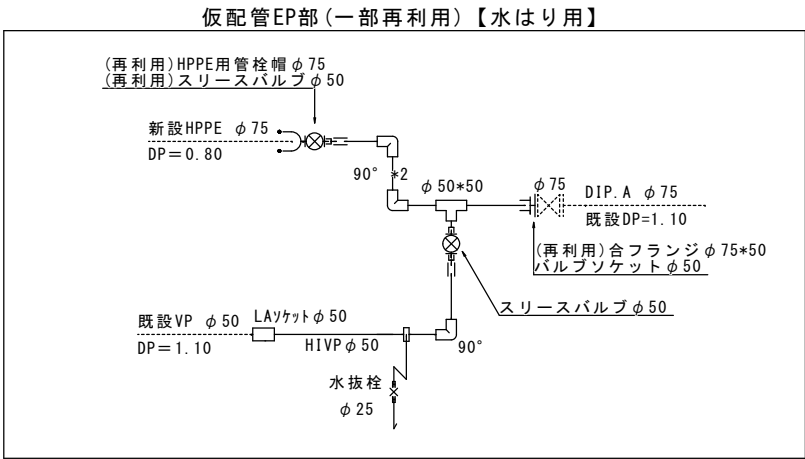 仮配管EP部(一部再利用)【水はり用】
(再利用)HPPE用管栓帽φ75
(再利用)スリースバルブφ50
新設HPPE φ75
DP=0.80
90° *2
φ50*50
φ75
DIP.A φ75
既設DP=1.10
(再利用)合フランジφ75*50
バルブソケットφ50
スリースバルブφ50
既設VP φ50
LAソケットφ50
DP=1.10
HIVPφ50
90°
水抜栓
φ25